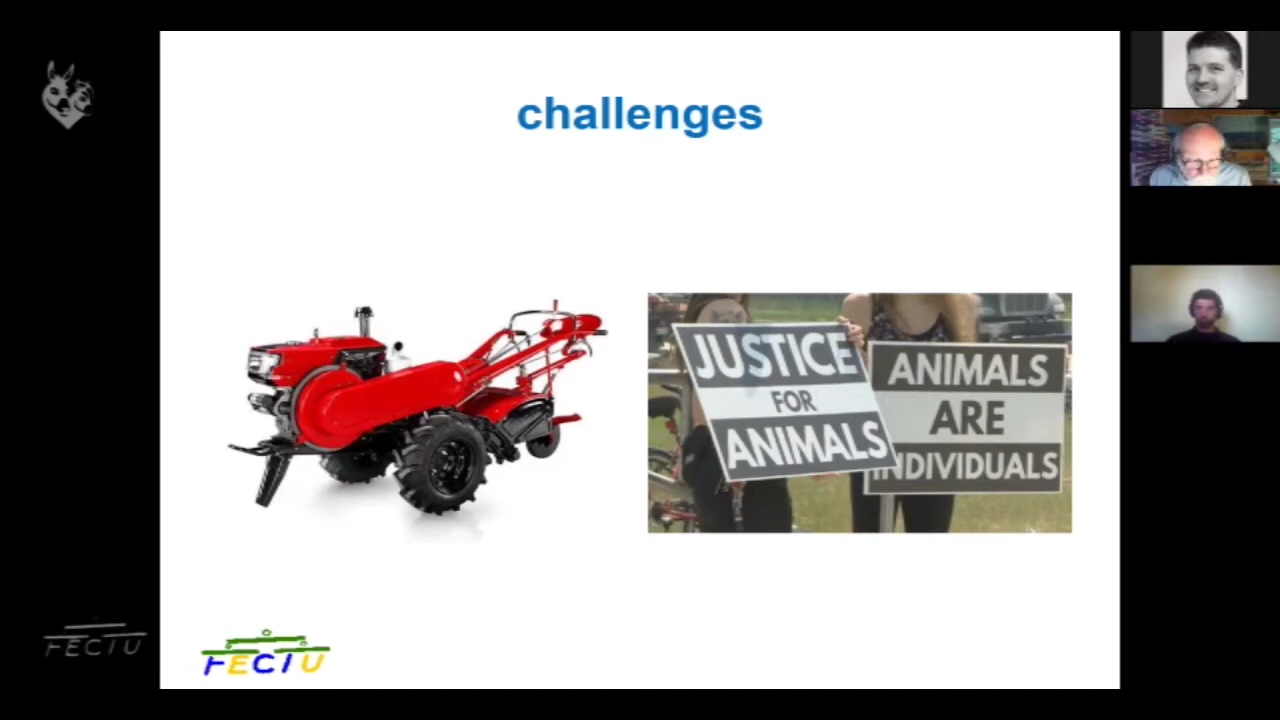 challenges
JUSTICE
FOR
ANIMALS
ANIMALS
ARE
INDIVIDUALS
FECTU
FECTU